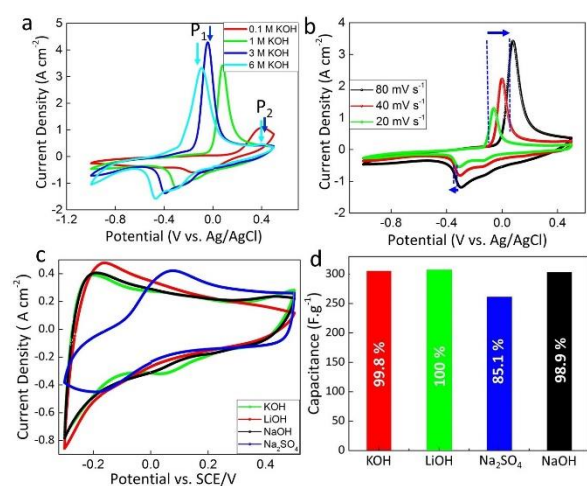 a
P1
P2
0.1 M KOH
1 M KOH
3 M KOH
6 M KOH
Current Density (A cm-2)
4
3
2
1
0
-1
-2
-1.2
-0.8
-0.4
0.0
0.4
Potential (V vs. Ag/AgCl)
b
80 mV s-1
40 mV s-1
20 mV s-1
Current Density (A cm-2)
4
3
2
1
0
-1
-2
-0.4
0.0
0.4
Potential (V vs. Ag/AgCl)
c
KOH
LiOH
NaOH
Na2SO4
Current Density ( A cm-2)
0.4
0.2
0.0
-0.2
-0.4
-0.6
-0.8
-0.2
0.0
0.2
0.4
Potential vs. SCE/V
d
Capacitance (F.g-1)
300
250
200
150
100
50
0
99.8 %
100 %
85.1 %
98.9 %
KOH
LiOH
Na2SO4
NaOH